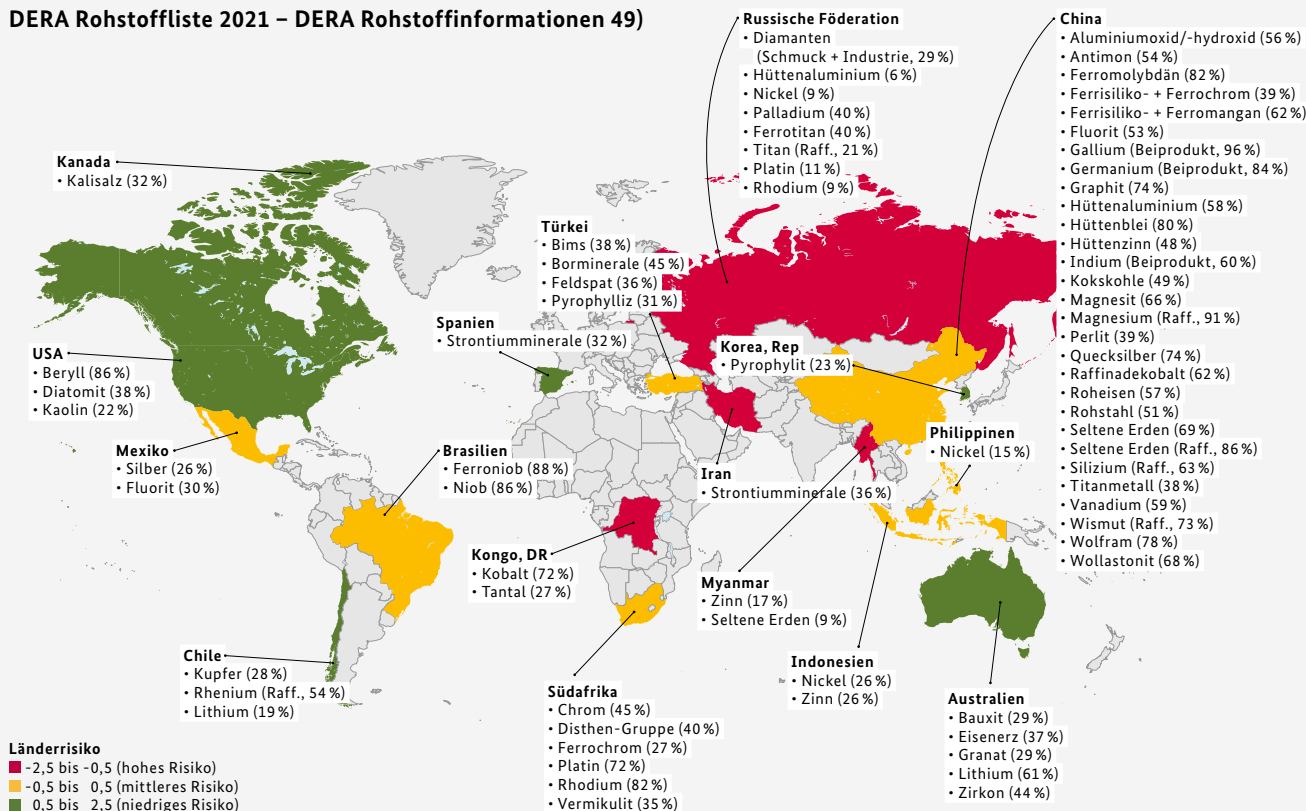 DERA Rohstoffliste 2021 – DERA Rohstoffinformationen 49)
Kanada
• Kalisalz (32 %)
USA
• Beryll (86 %)
• Diatomit (38 %)
• Kaolin (22 %)
Mexiko
• Silber (26 %)
• Fluorit (30 %)
Chile
• Kupfer (28 %)
• Rhenium (Raff., 54 %)
• Lithium (19 %)
Brasilien
• Ferroniob (88 %)
• Niob (86 %)
Spanien
• Strontiumminerale (32 %)
Türkei
• Bims (38 %)
• Borminerale (45 %)
• Feldspat (36 %)
• Pyrophylliz (31 %)
Kongo, DR
• Kobalt (72 %)
• Tantal (27 %)
Südafrika
• Chrom (45 %)
• Disthen-Gruppe (40 %)
• Ferrochrom (27 %)
• Platin (72 %)
• Rhodium (82 %)
• Vermikulit (35 %)
Russische Föderation
• Diamanten
(Schmuck + Industrie, 29 %)
• Hüttenaluminium (6 %)
• Nickel (9 %)
• Palladium (40 %)
• Ferrotitan (40 %)
• Titan (Raff., 21 %)
• Platin (11 %)
• Rhodium (9 %)
Korea, Rep
• Pyrophylit (23 %)
Iran
• Strontiumminerale (36 %)
Myanmar
• Zinn (17 %)
• Seltene Erden (9 %)
Philippinen
• Nickel (15 %)
Indonesien
• Nickel (26 %)
• Zinn (26 %)
Australien
• Bauxit (29 %)
• Eisenerz (37 %)
• Granat (29 %)
• Lithium (61 %)
• Zirkon (44 %)
China
• Aluminiumoxid/-hydroxid (56 %)
• Antimon (54 %)
• Ferromolybdän (82 %)
• Ferrisiliko- + Ferrochrom (39 %)
• Ferrisiliko- + Ferromangan (62 %)
• Fluorit (53 %)
• Gallium (Beiprodukt, 96 %)
• Germanium (Beiprodukt, 84 %)
• Graphit (74 %)
• Hüttenaluminium (58 %)
• Hüttenblei (80 %)
• Hüttenzinn (48 %)
• Indium (Beiprodukt, 60 %)
• Kokskohle (49 %)
• Magnesit (66 %)
• Magnesium (Raff., 91 %)
• Perlit (39 %)
• Quecksilber (74 %)
• Raffinadekobalt (62 %)
• Roheisen (57 %)
• Rohstahl (51 %)
• Seltene Erden (69 %)
• Seltene Erden (Raff., 86 %)
• Silizium (Raff., 63 %)
• Titanmetall (38 %)
• Vanadium (59 %)
• Wismut (Raff., 73 %)
• Wolfram (78 %)
• Wollastonit (68 %)
Länderrisiko
-2,5 bis -0,5 (hohes Risiko)
-0,5 bis 0,5 (mittleres Risiko)
0,5 bis 2,5 (niedriges Risiko)